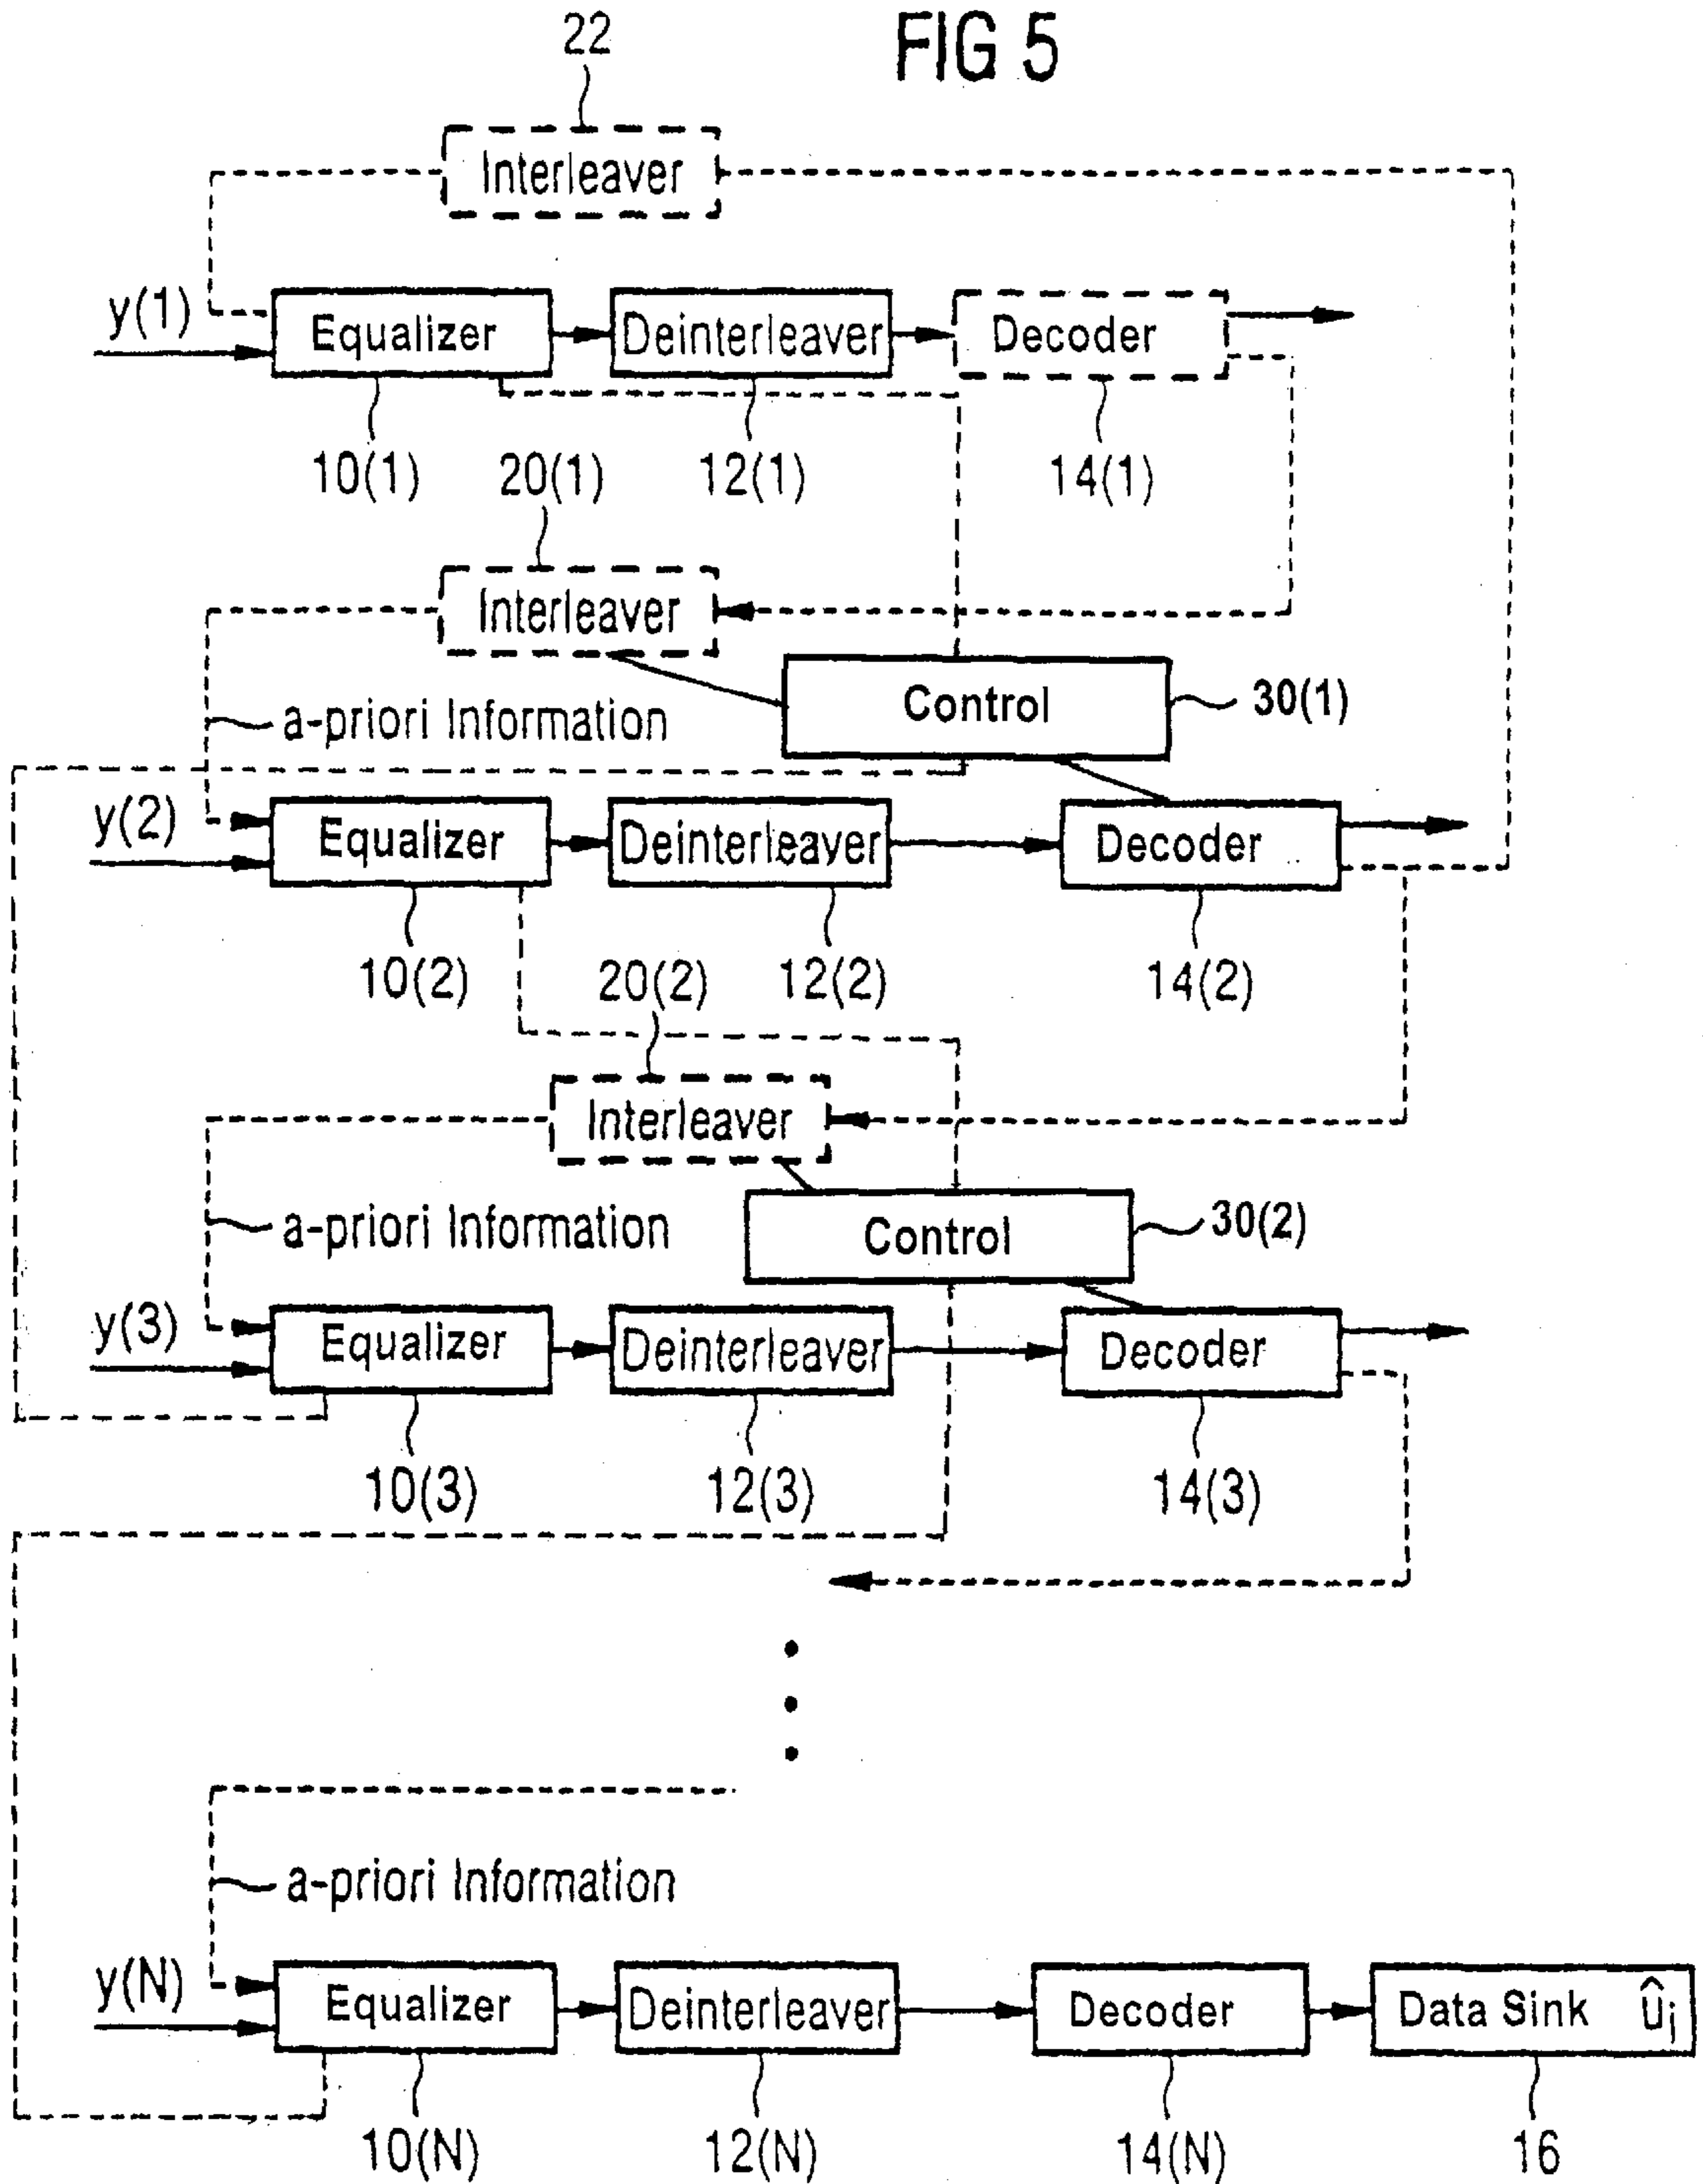 FIG 5
22
Interleaver
y(1)
Equalizer
Deinterleaver
Decoder
10(1)
20(1)
12(1)
14(1)
Interleaver
Control
30(1)
a-priori Information
y(2)
Equalizer
Deinterleaver
Decoder
10(2)
20(2)
12(2)
14(2)
Interleaver
a-priori Information
Control
30(2)
y(3)
Equalizer
Deinterleaver
Decoder
10(3)
12(3)
14(3)
a-priori Information
y(N)
Equalizer
Deinterleaver
Decoder
Data Sink û_i
10(N)
12(N)
14(N)
16